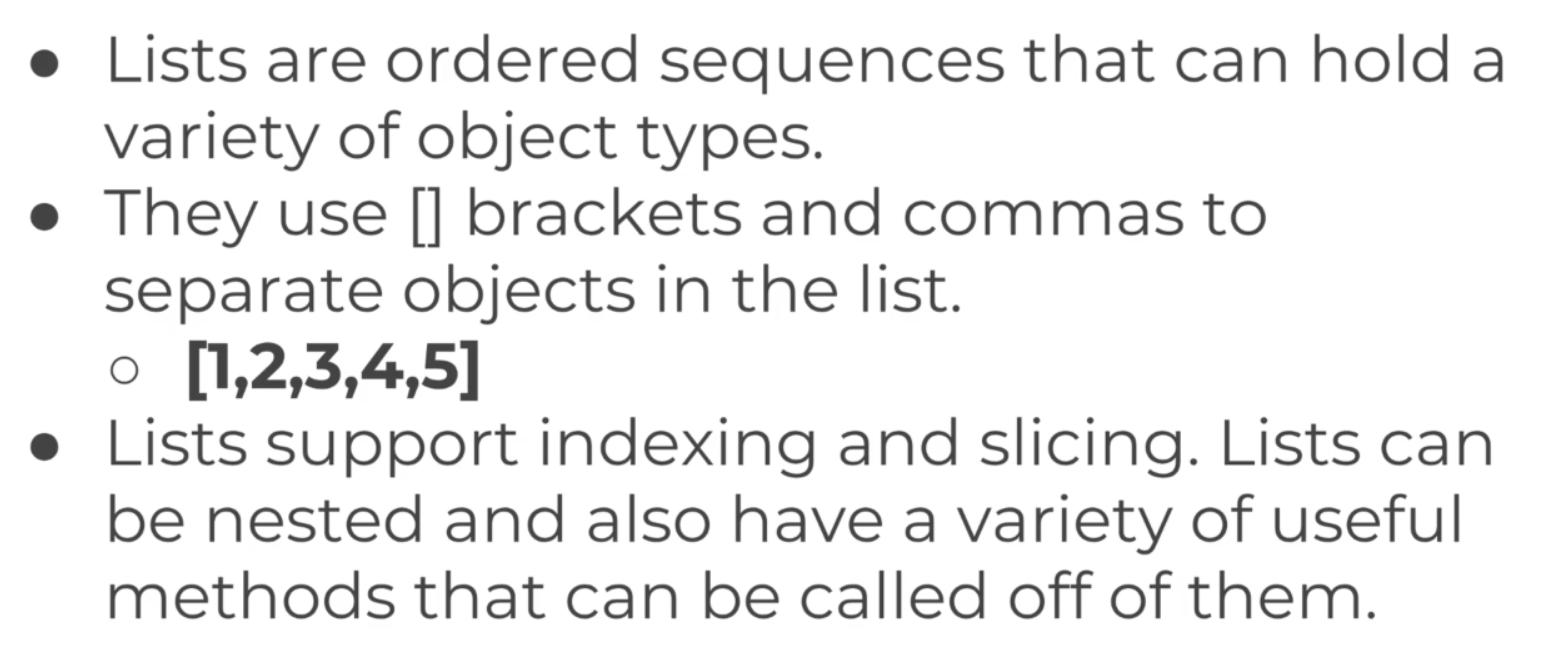 ● Lists are ordered sequences that can hold a
variety of object types.
● They use [] brackets and commas to
separate objects in the list.
○ [1,2,3,4,5]
● Lists support indexing and slicing. Lists can
be nested and also have a variety of useful
methods that can be called off of them.